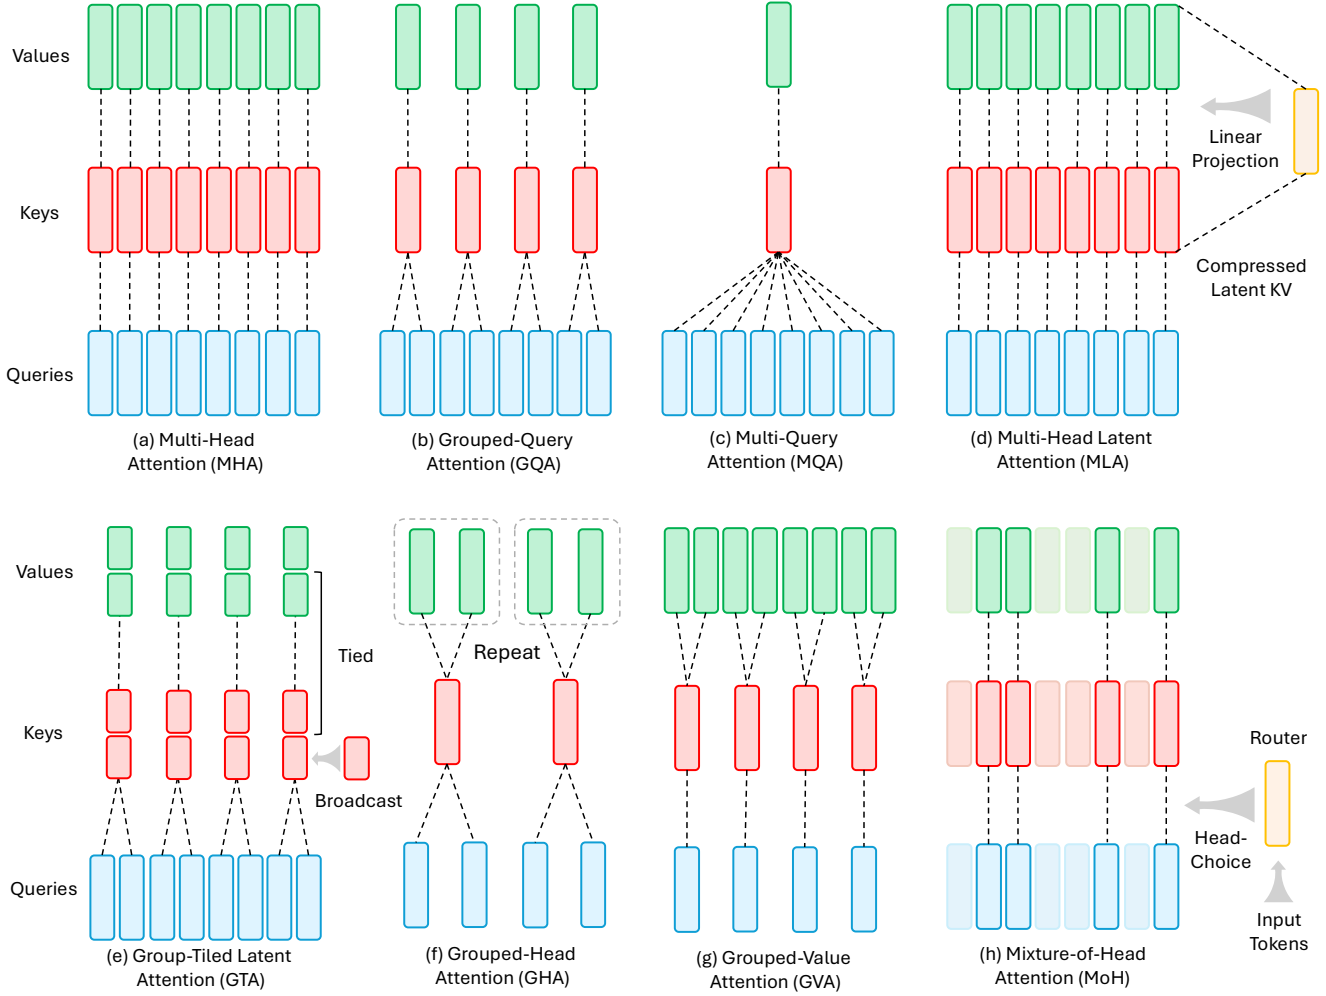 Values
Keys
Queries
Linear
Projection
Compressed
Latent KV
(a) Multi-Head
Attention (MHA)
(b) Grouped-Query
Attention (GQA)
(c) Multi-Query
Attention (MQA)
(d) Multi-Head Latent
Attention (MLA)
Values
Keys
Queries
Tied
Broadcast
Repeat
Router
Head-
Choice
Input
Tokens
(e) Group-Tiled Latent
Attention (GTA)
(f) Grouped-Head
Attention (GHA)
(g) Grouped-Value
Attention (GVA)
(h) Mixture-of-Head
Attention (MoH)